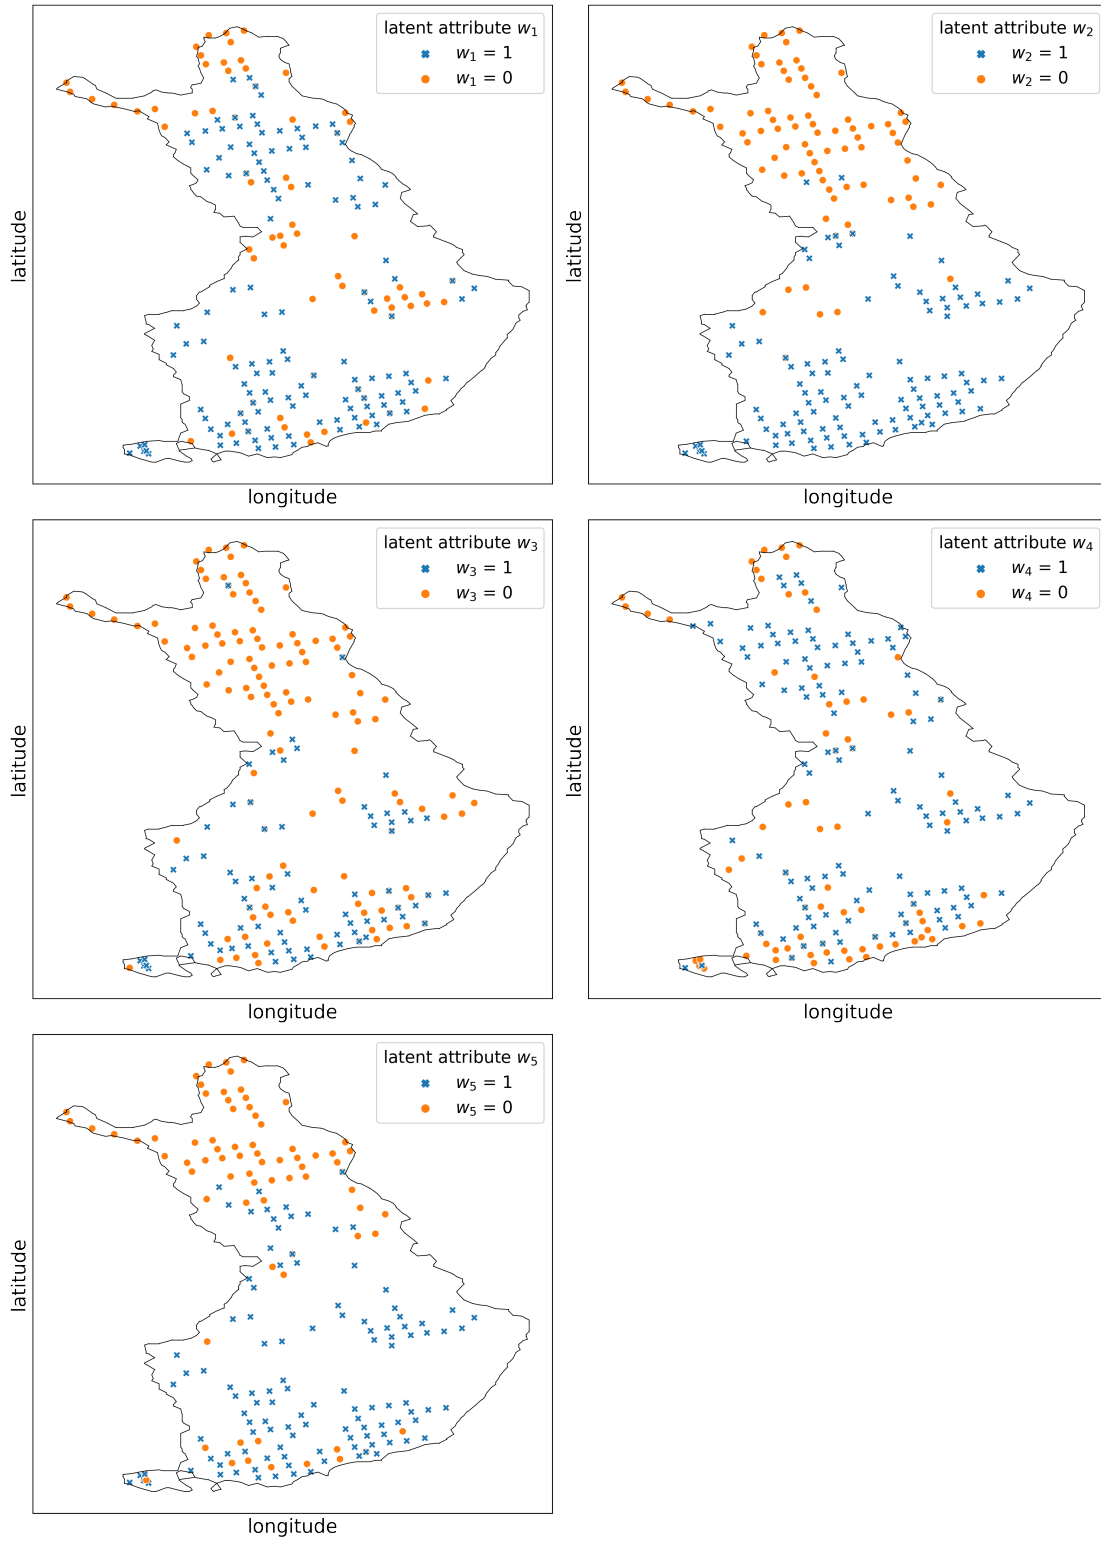 latent attribute w₁
w₁ = 1
w₁ = 0
latitude
longitude
latent attribute w₂
w₂ = 1
w₂ = 0
latitude
longitude
latent attribute w₃
w₃ = 1
w₃ = 0
latitude
longitude
latent attribute w₄
w₄ = 1
w₄ = 0
latitude
longitude
latent attribute w₅
w₅ = 1
w₅ = 0
latitude
longitude